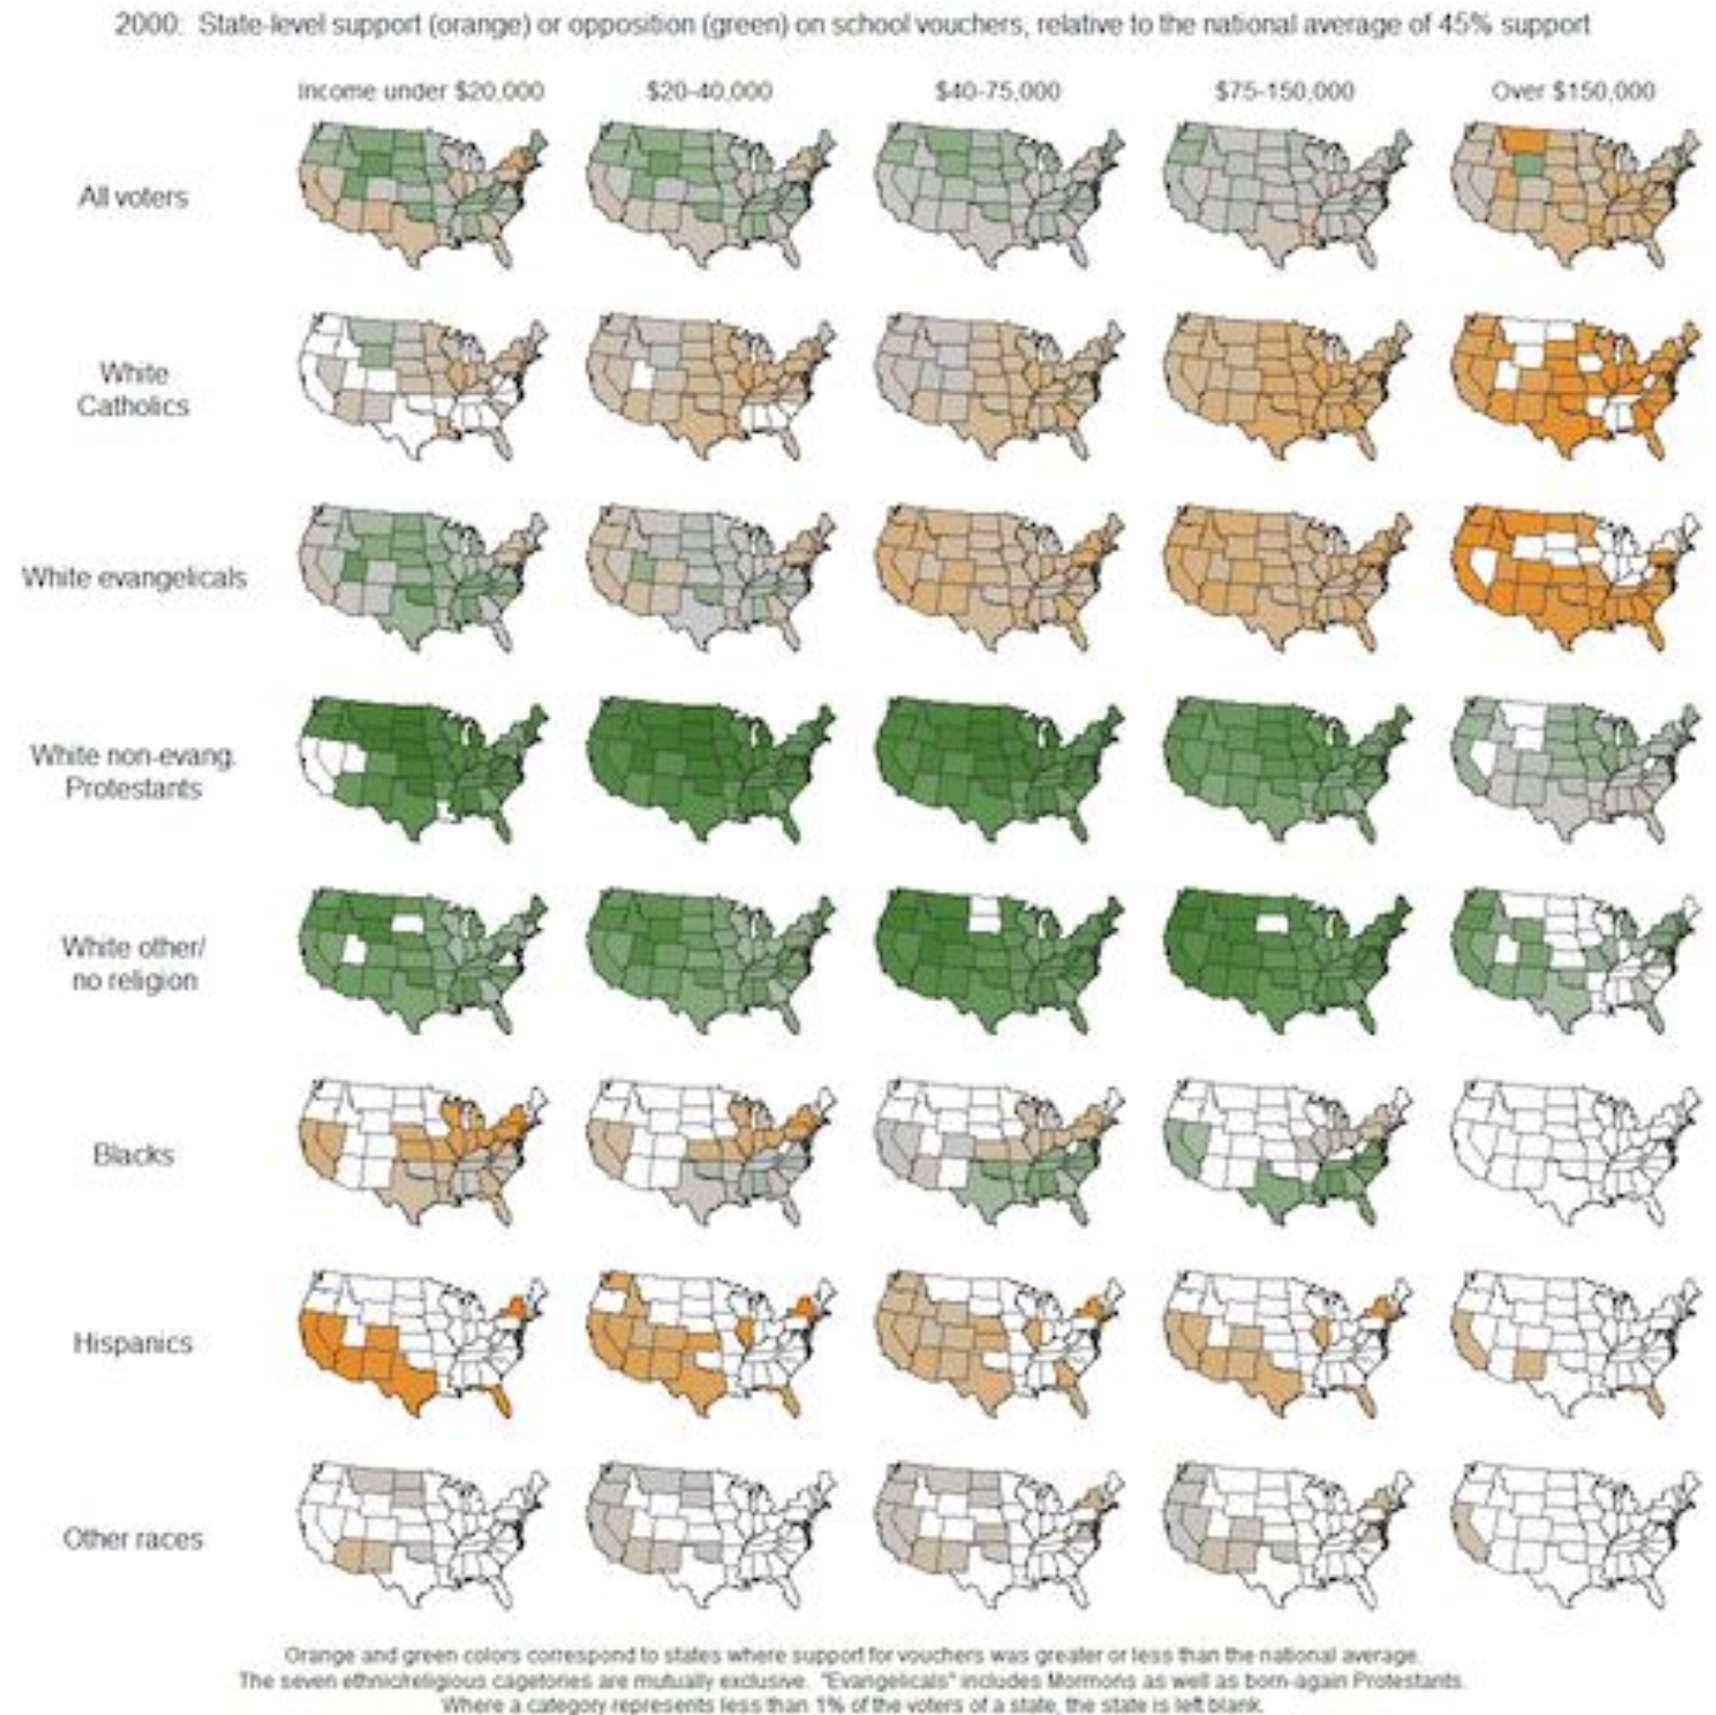 2000: State-level support (orange) or opposition (green) on school vouchers, relative to the national average of 45% support
Income under $20,000 $20-40,000 $40-75,000 $75-150,000 Over $150,000
All voters
White
Catholics
White evangelicals
White non-evang.
Protestants
White other/
no religion
Blacks
Hispanics
Other races
Orange and green colors correspond to states where support for vouchers was greater or less than the national average.
The seven ethnic/religious cagetories are mutually exclusive. "Evangelicals" includes Mormons as well as born-again Protestants.
Where a category represents less than 1% of the voters of a state, the state is left blank.